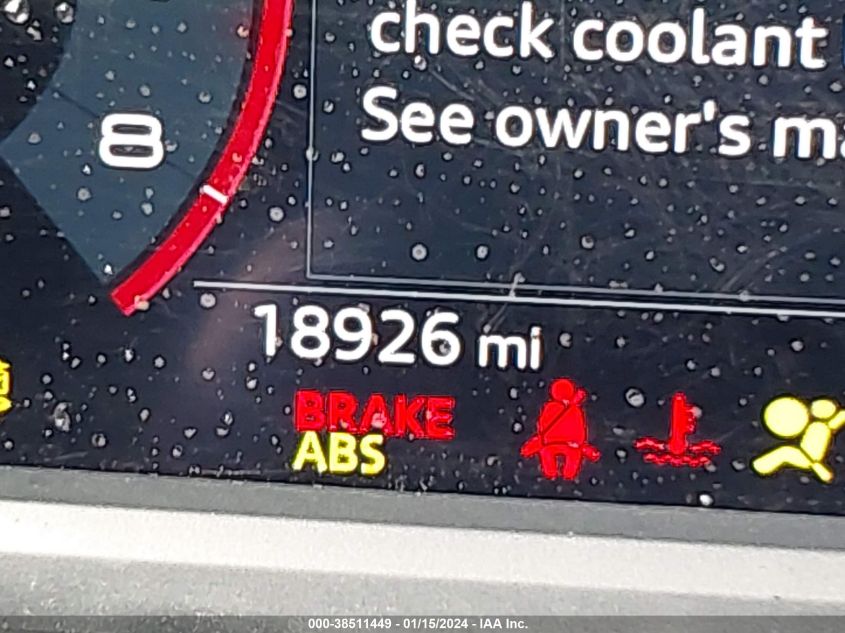 check coolant
See owner's
8
18926 mi
BRAKE
ABS
000-38511449 - 01/15/2024 - IAA Inc.